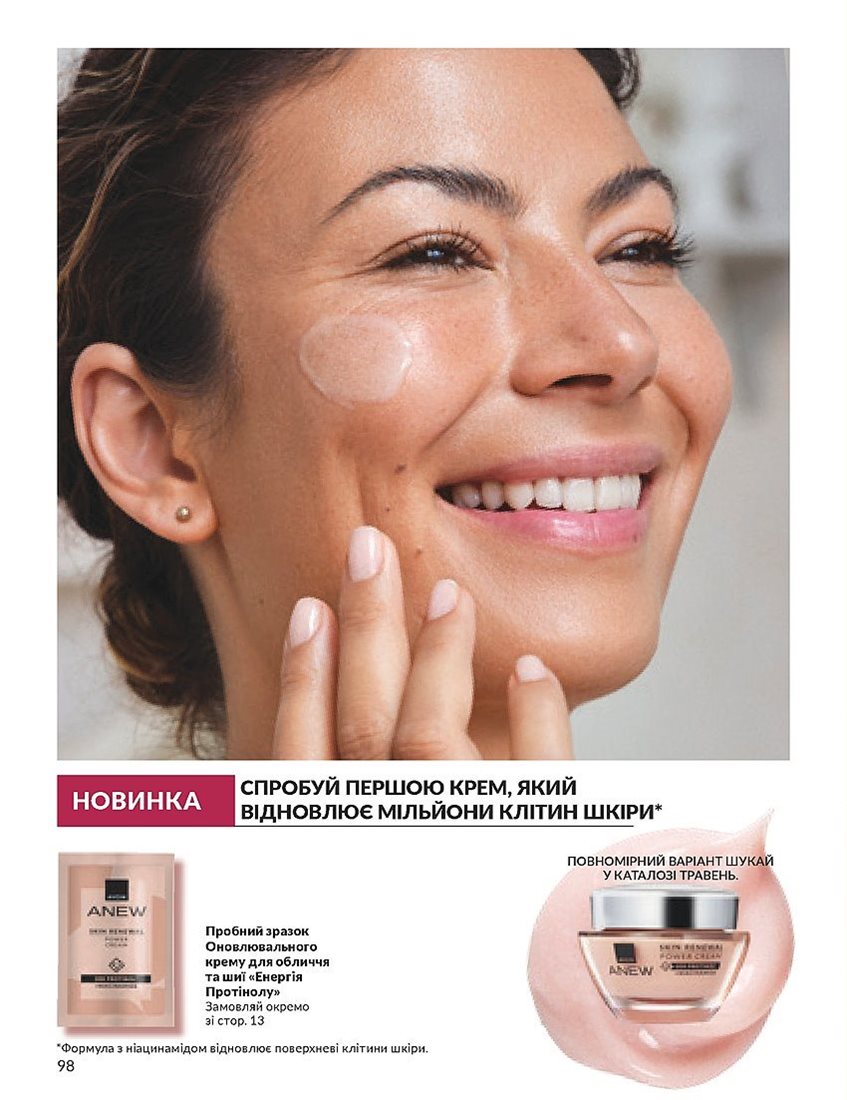 НОВИНКА
СПРОБУЙ ПЕРШОЮ КРЕМ, ЯКИЙ
ВІДНОВЛЮЄ МІЛЬЙОНИ КЛІТИН ШКІРИ*
ПОВНОМІРНИЙ ВАРІАНТ ШУКАЙ
У КАТАЛОЗІ ТРАВЕНЬ.
ANEW
SKIN RENEWAL
POWER
CREAM
Пробний зразок
Оновлювального
крему для обличчя
та шиї «Енергія
Протінолу»
Замовляй окремо
зі стор. 13
SKIN RENEWAL
POWER CREAM
ANEW
*Формула з ніацинамідом відновлює поверхневі клітини шкіри.
98